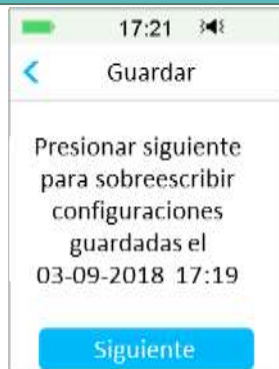 17:21
Guardar
Presionar siguiente
para sobreescribir
configuraciones
guardadas el
03-09-2018 17:19
Siguiente